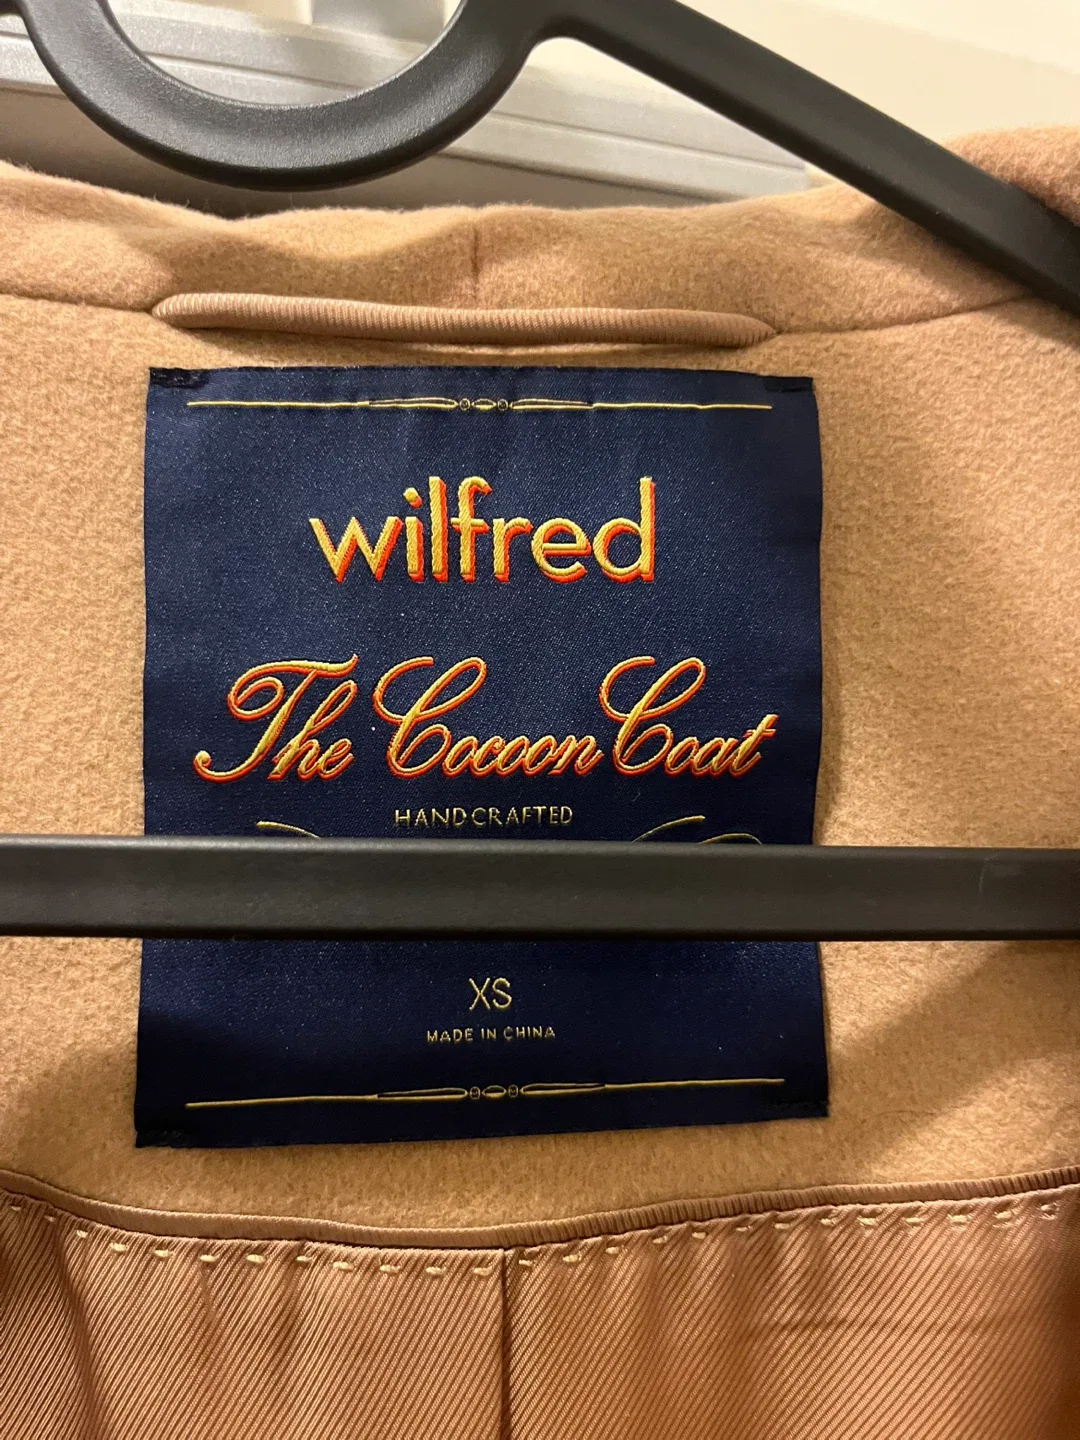 wilfred
The Cocoon Coat
HANDCRAFTED
XS
MADE IN CHINA